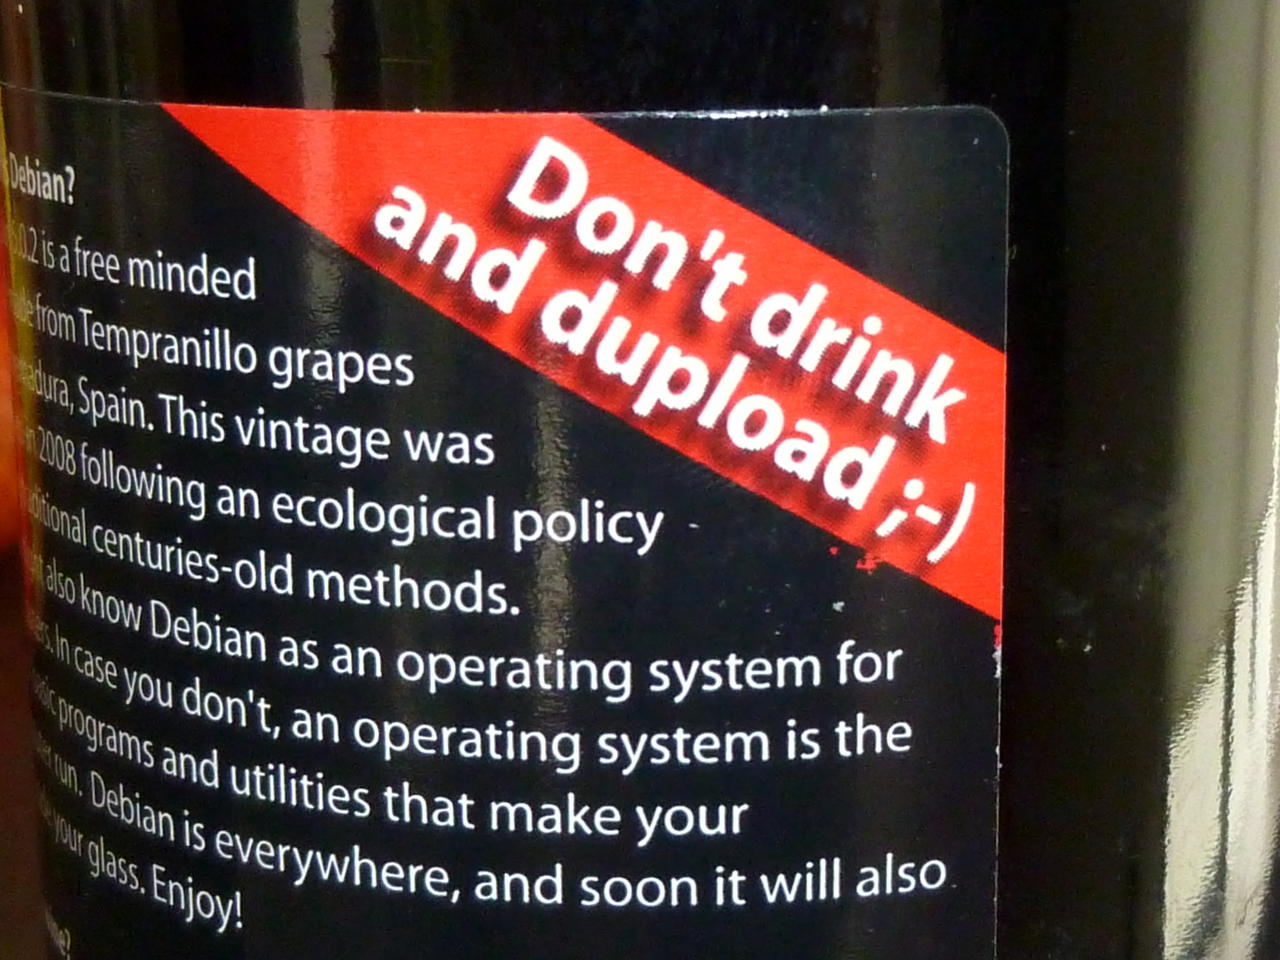 Don't drink
and dupload ;-)
Debian?
is a free minded
from Tempranillo grapes
Spain. This vintage was
2008 following an ecological policy
centuries-old methods.
also know Debian as an operating system for
In case you don't, an operating system is the
programs and utilities that make your
run. Debian is everywhere, and soon it will also
your glass. Enjoy!